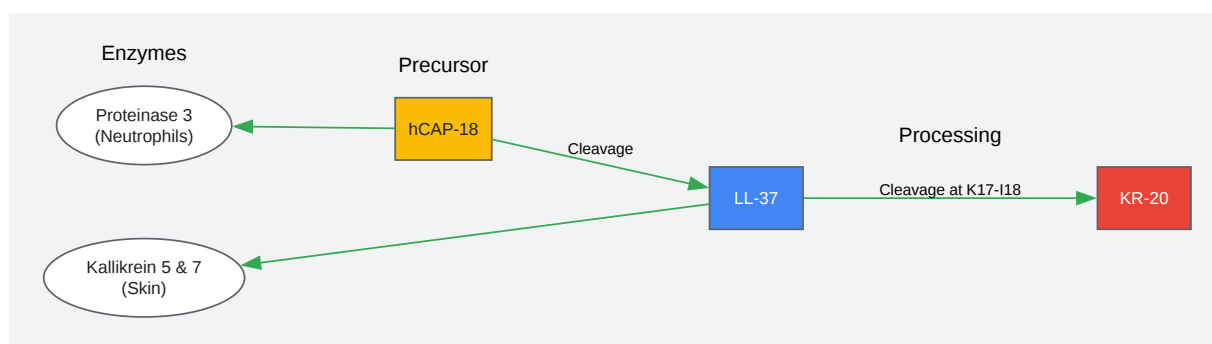 Enzymes
Proteinase 3
(Neutrophils)
Precursor
hCAP-18
Cleavage
Processing
LL-37
Cleavage at K17-I18
KR-20
Kallikrein 5 & 7
(Skin)